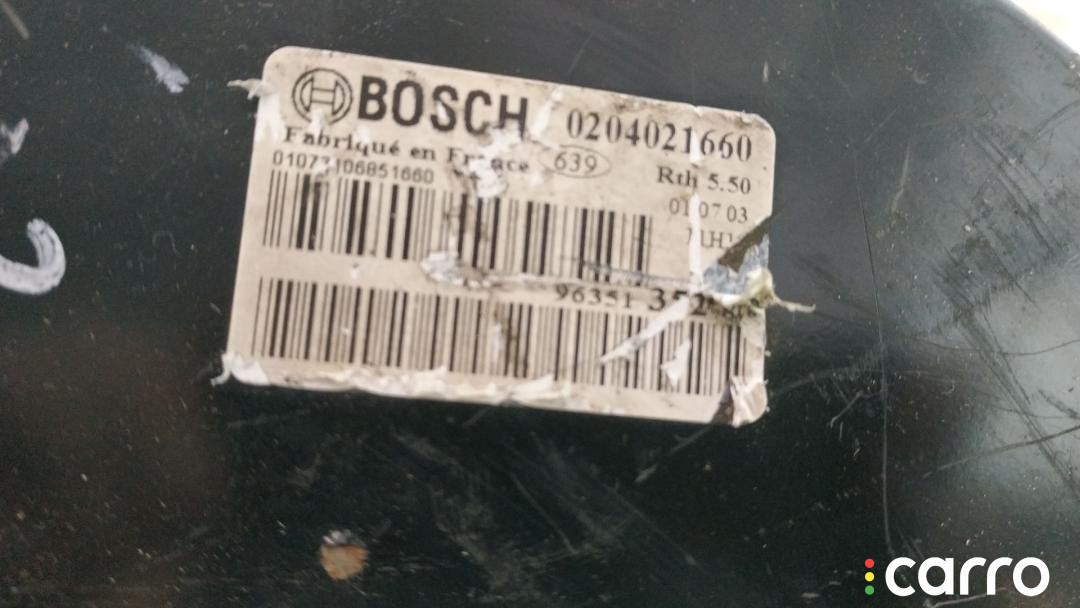 BOSCH 0204021660
Fabriqué en France 639
Rth 5.50
01073106851660
01 07 03
96351
carro